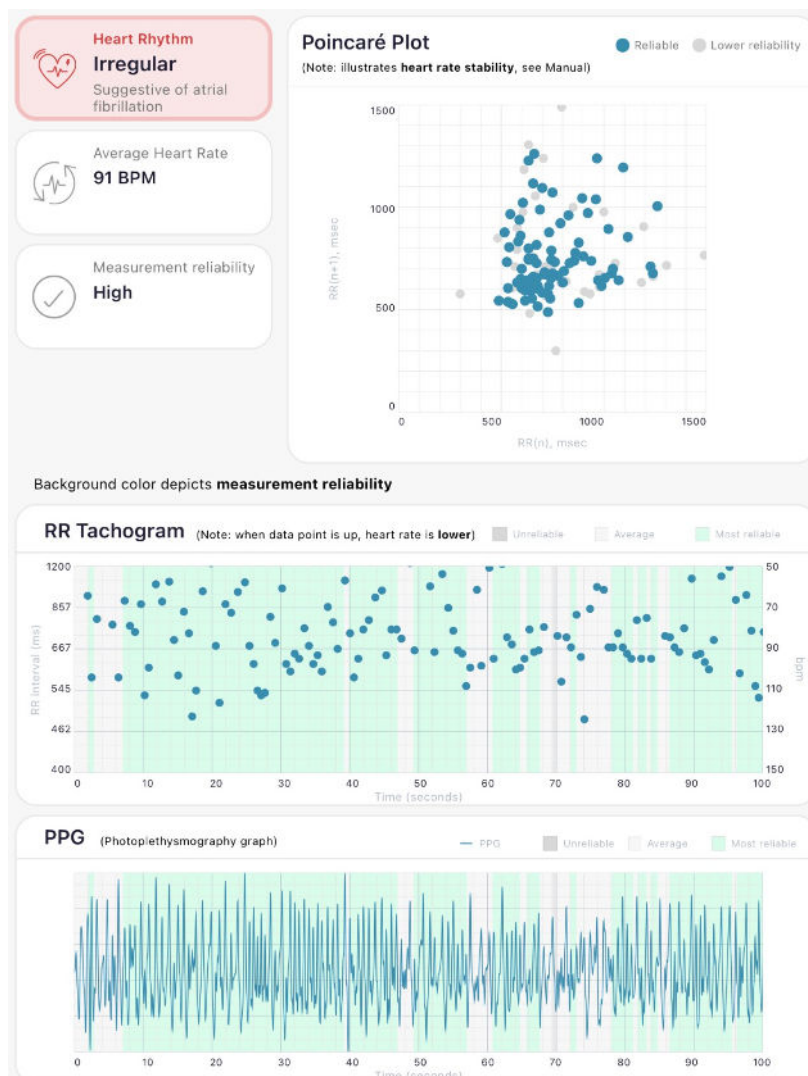 Heart Rhythm
Irregular
Suggestive of atrial
fibrillation
Average Heart Rate
91 BPM
Measurement reliability
High
Poincaré Plot
Reliable
Lower reliability
(Note: illustrates heart rate stability, see Manual)
1500
1000
500
0
RR(n+1), msec
0 500 1000 1500
RR(n), msec
Background color depicts measurement reliability
RR Tachogram (Note: when data point is up, heart rate is lower)
Unreliable
Average
Most reliable
1200
857
667
545
462
400
RR interval (ms)
50
70
90
110
130
150
bpm
0 10 20 30 40 50 60 70 80 90 100
Time (seconds)
PPG (Photoplethysmography graph)
PPG
Unreliable
Average
Most reliable
0 10 20 30 40 50 60 70 80 90 100
Time (seconds)